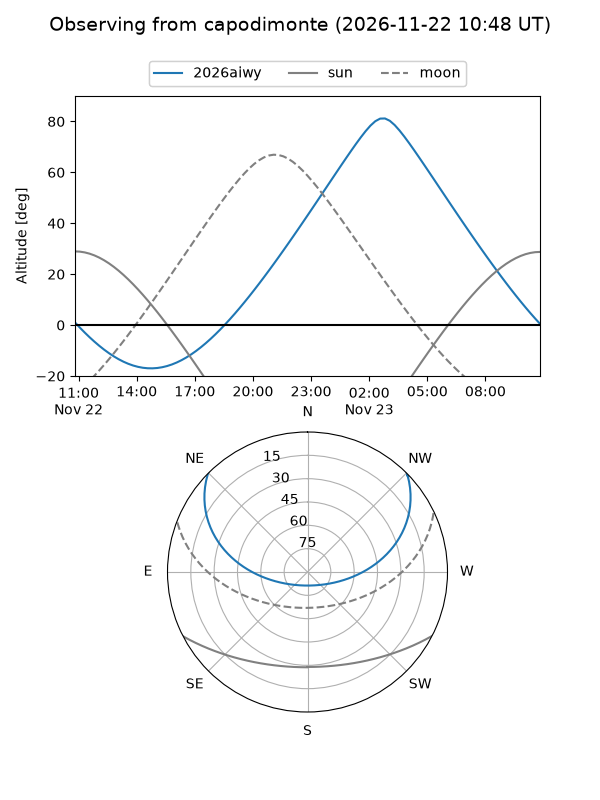 Observing from capodimonte (2026-11-22 10:48 UT)
2026aiwy sun moon
Altitude [deg]
80
60
40
20
0
−20
11:00 14:00 17:00 20:00 23:00 02:00 05:00 08:00
Nov 22 Nov 23
N
NE NW
15
30
45
60
75
E W
SE SW
S